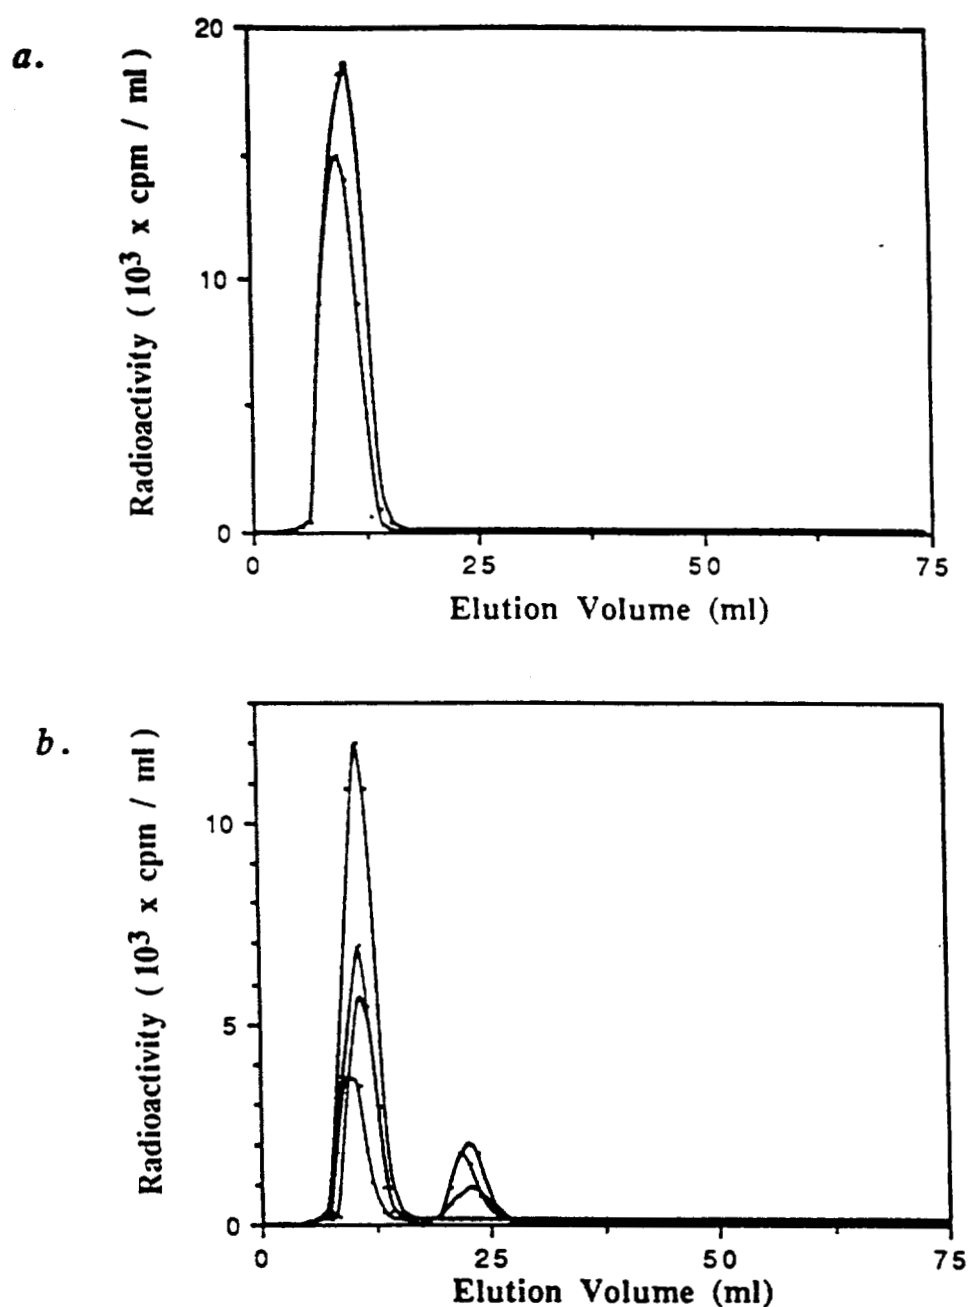 a.
Radioactivity (10³ x cpm / ml)
20
10
0
0 25 50 75
Elution Volume (ml)
b.
Radioactivity (10³ x cpm / ml)
10
5
0
0 25 50 75
Elution Volume (ml)